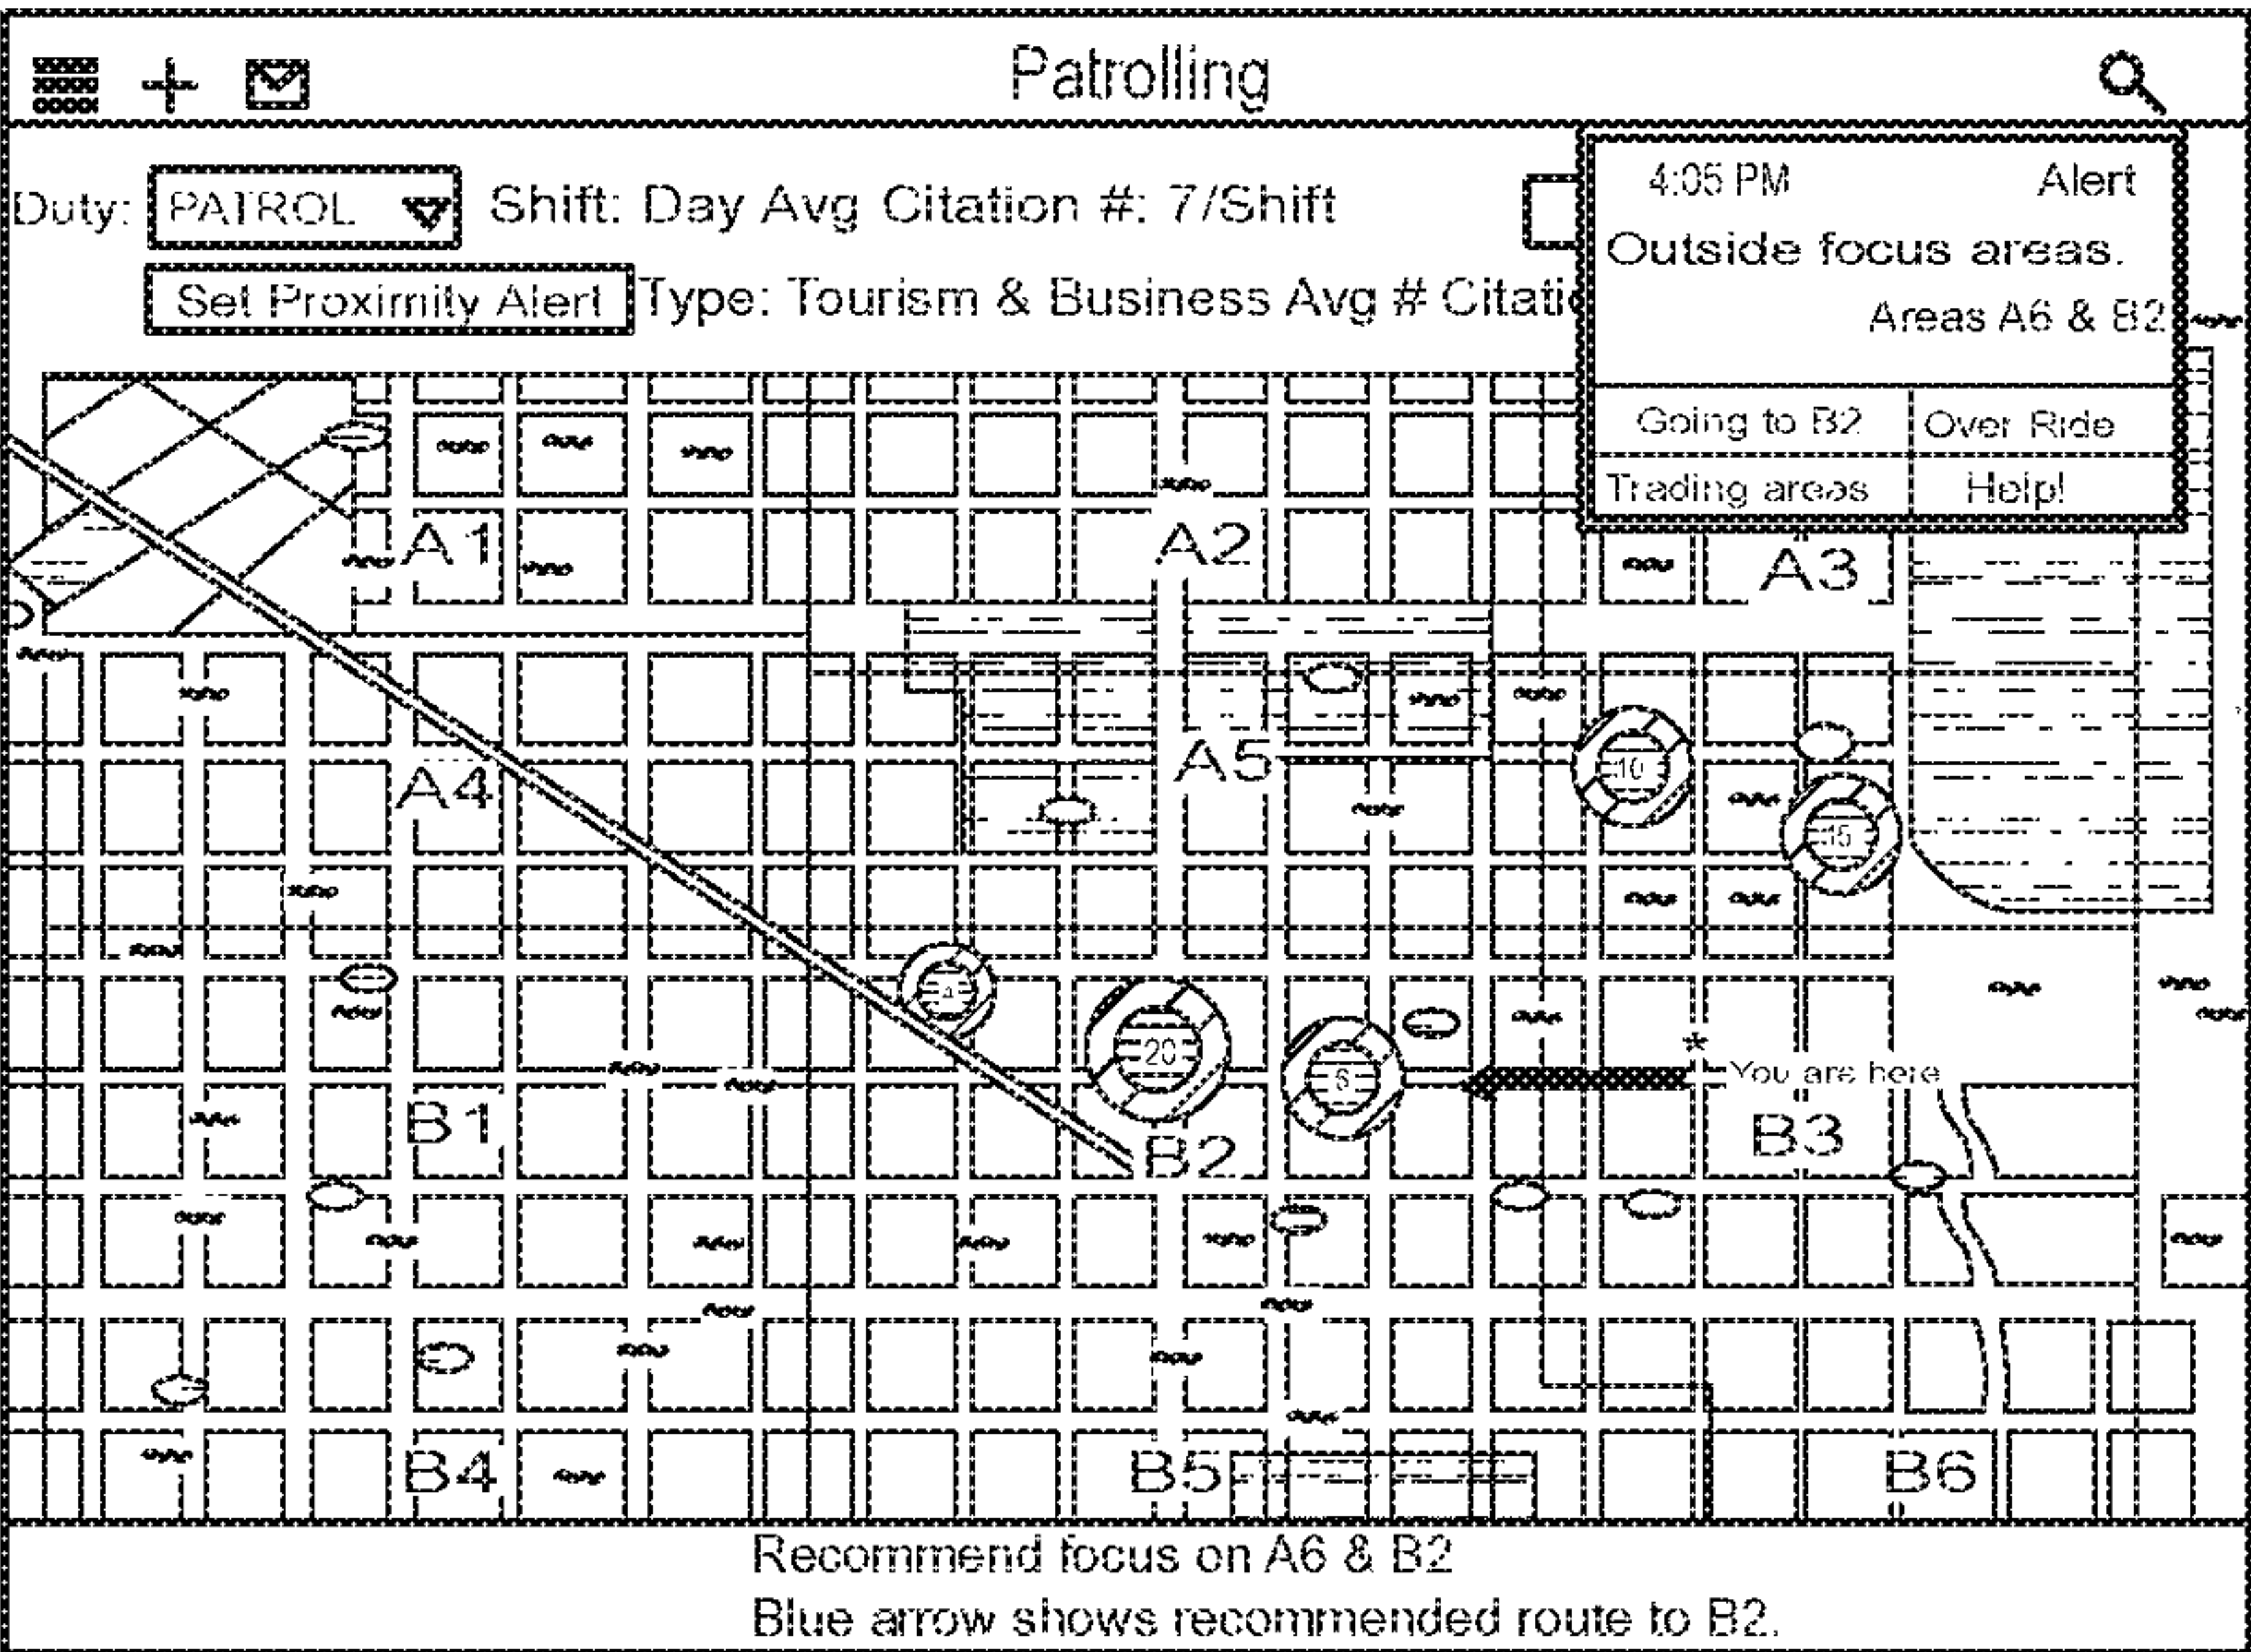 Patrolling
Duty: PATROL Shift: Day Avg Citation #: 7/Shift
Set Proximity Alert Type: Tourism & Business Avg # Citatio
4:05 PM Alert
Outside focus areas.
Areas A6 & B2
Going to B2 Over Ride
Trading areas Help!
A1 A2 A3
A4 A5
10
15
4
20
6
You are here
B1 B2 B3
B4 B5 B6
Recommend focus on A6 & B2
Blue arrow shows recommended route to B2.